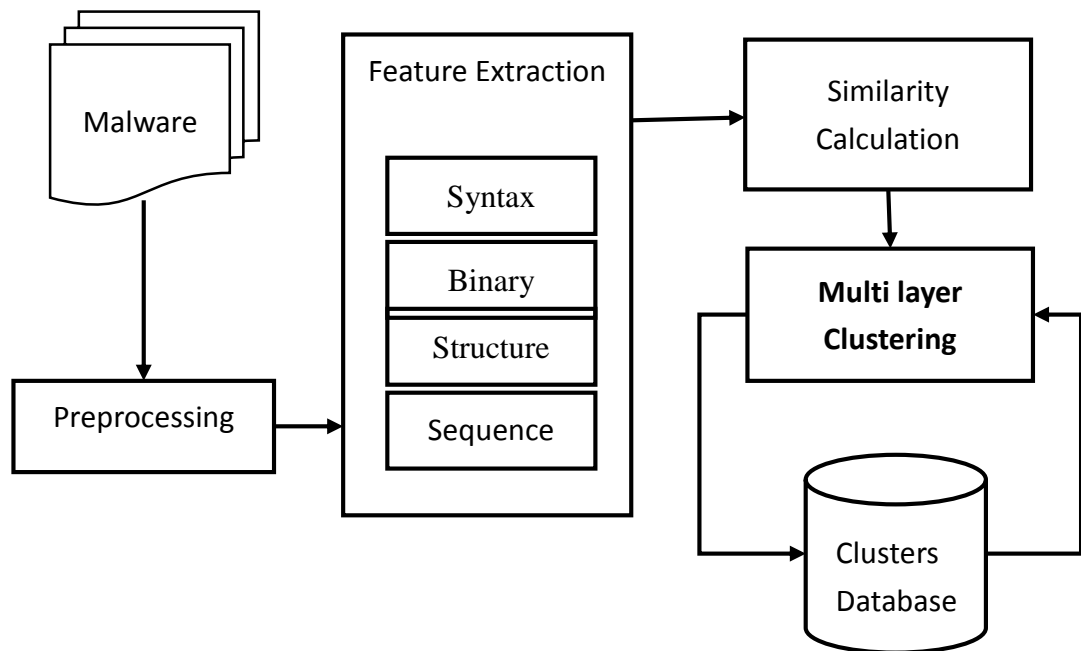 Malware
Preprocessing
Feature Extraction
Syntax
Binary
Structure
Sequence
Similarity
Calculation
Multi layer
Clustering
Clusters
Database